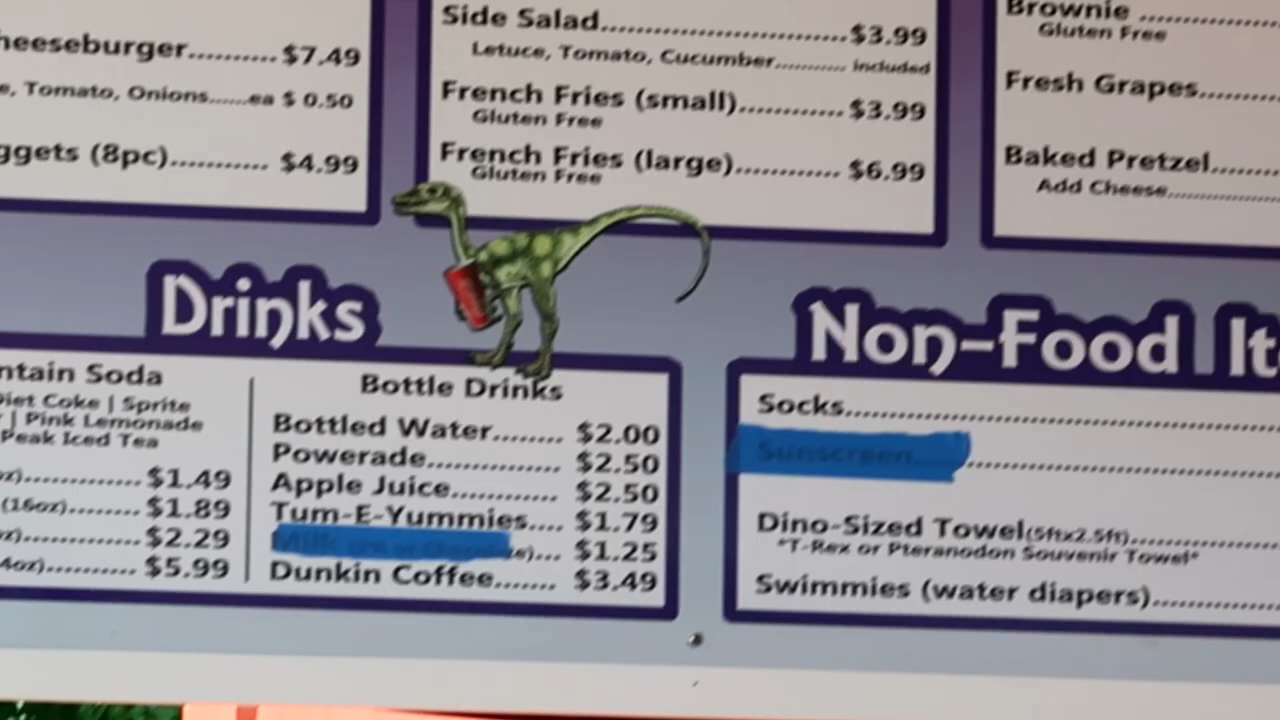 heeseburger.......... $7.49
e, Tomato, Onions......ea $ 0.50
ggets (8pc)........... $4.99
Side Salad............................$3.99
Letuce, Tomato, Cucumber........... included
French Fries (small)............ $3.99
Gluten Free
French Fries (large)............ $6.99
Gluten Free
Brownie ..................
Gluten Free
Fresh Grapes.........
Baked Pretzel........
Add Cheese..................
Drinks
ntain Soda
Diet Coke | Sprite
| Pink Lemonade
Peak Iced Tea
z)..............$1.49
(16oz)..........$1.89
z)..............$2.29
4oz)........... $5.99
Bottle Drinks
Bottled Water........ $2.00
Powerade............... $2.50
Apple Juice............ $2.50
Tum-E-Yummies.... $1.79
Milk ... $1.25
Dunkin Coffee....... $3.49
Non-Food It
Socks................................................
Sunscreen................................................
Dino-Sized Towel(5ftx2.5ft)...................
*T-Rex or Pteranodon Souvenir Towel*
Swimmies (water diapers)...............